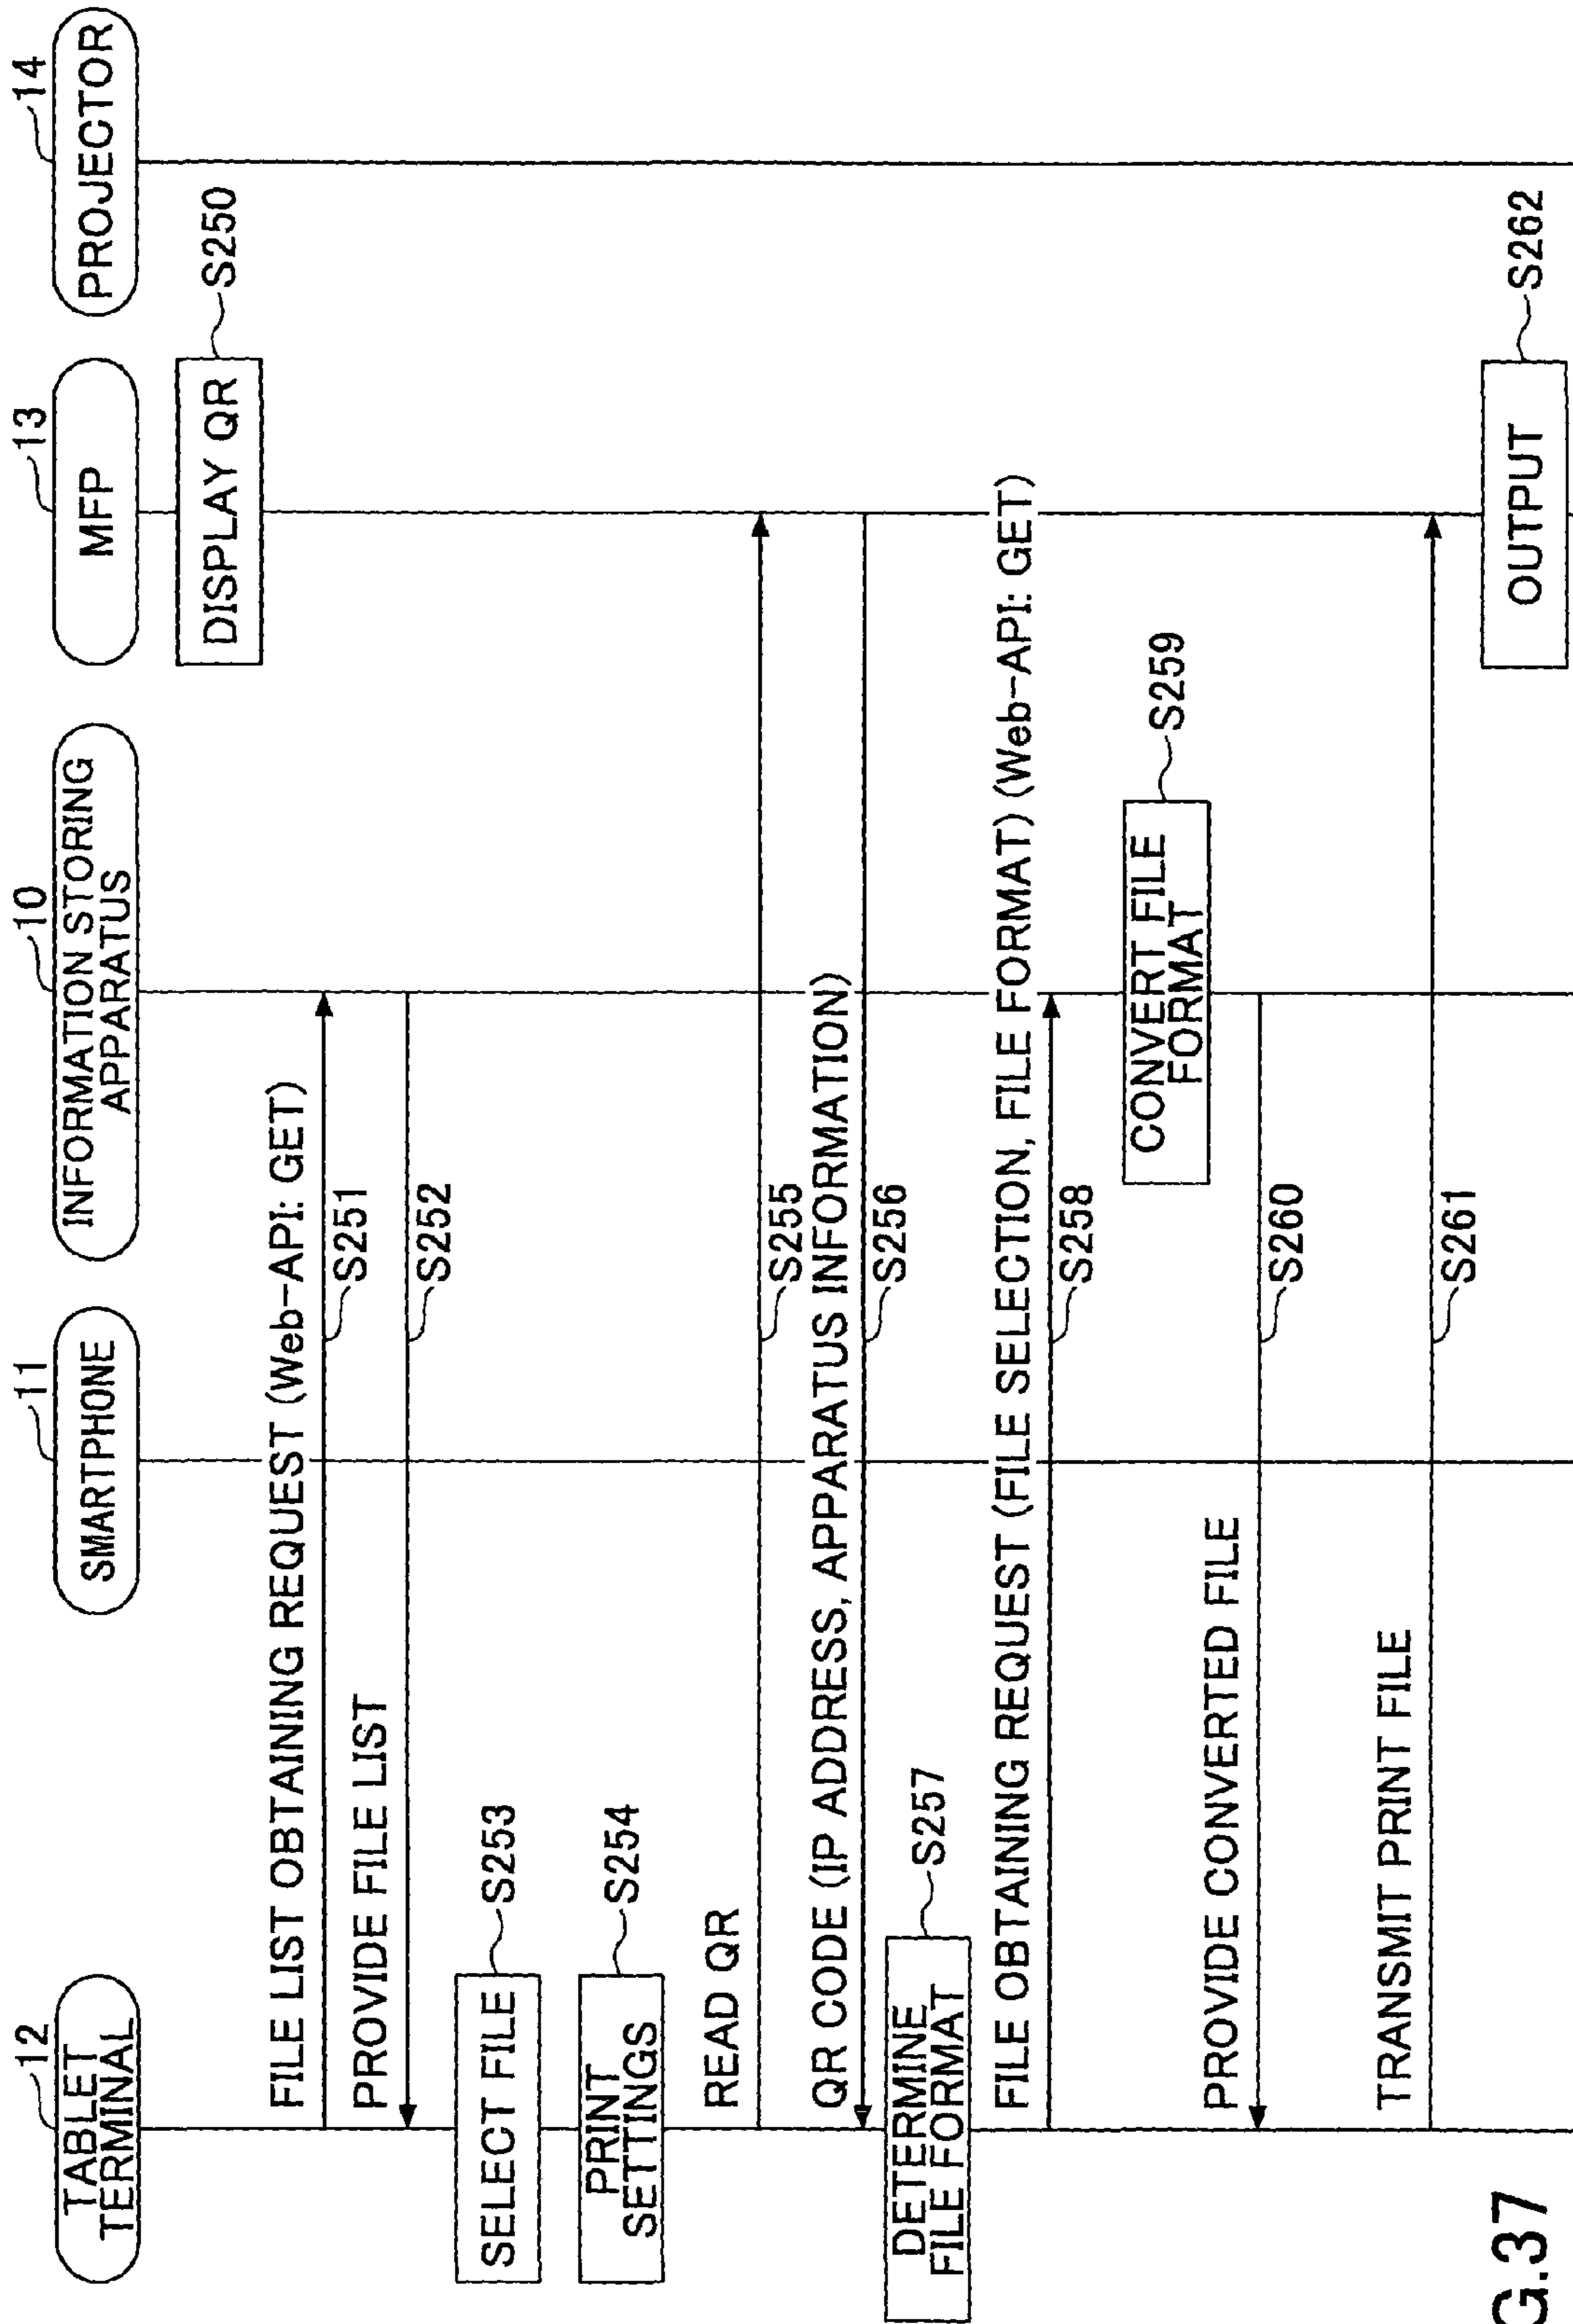 12
TABLET
TERMINAL
11
SMARTPHONE
10
INFORMATION STORING
APPARATUS
13
MFP
14
PROJECTOR
DISPLAY QR
S250
FILE LIST OBTAINING REQUEST (Web-API: GET)
S251
PROVIDE FILE LIST
S252
SELECT FILE
S253
PRINT
SETTINGS
S254
READ QR
S255
QR CODE (IP ADDRESS, APPARATUS INFORMATION)
S256
DETERMINE
FILE FORMAT
S257
FILE OBTAINING REQUEST (FILE SELECTION, FILE FORMAT) (Web-API: GET)
S258
CONVERT FILE
FORMAT
S259
PROVIDE CONVERTED FILE
S260
TRANSMIT PRINT FILE
S261
OUTPUT
S262
G.37